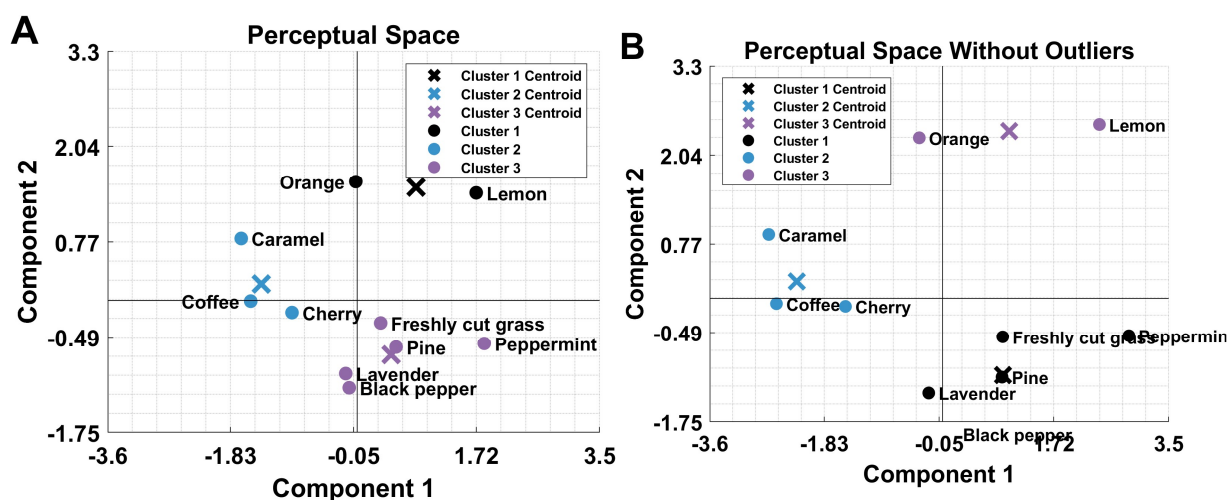 A
Perceptual Space
3.3
2.04
0.77
-0.49
-1.75
Component 2
Cluster 1 Centroid
Cluster 2 Centroid
Cluster 3 Centroid
Cluster 1
Cluster 2
Cluster 3
Orange
Lemon
Caramel
Coffee
Cherry
Freshly cut grass
Pine
Peppermint
Lavender
Black pepper
-3.6
-1.83
-0.05
1.72
3.5
Component 1
B
Perceptual Space Without Outliers
3.3
2.04
0.77
-0.49
-1.75
Component 2
Cluster 1 Centroid
Cluster 2 Centroid
Cluster 3 Centroid
Cluster 1
Cluster 2
Cluster 3
Orange
Lemon
Caramel
Coffee
Cherry
Freshly cut grass
Peppermin
Pine
Lavender
Black pepper
-3.6
-1.83
-0.05
1.72
3.5
Component 1